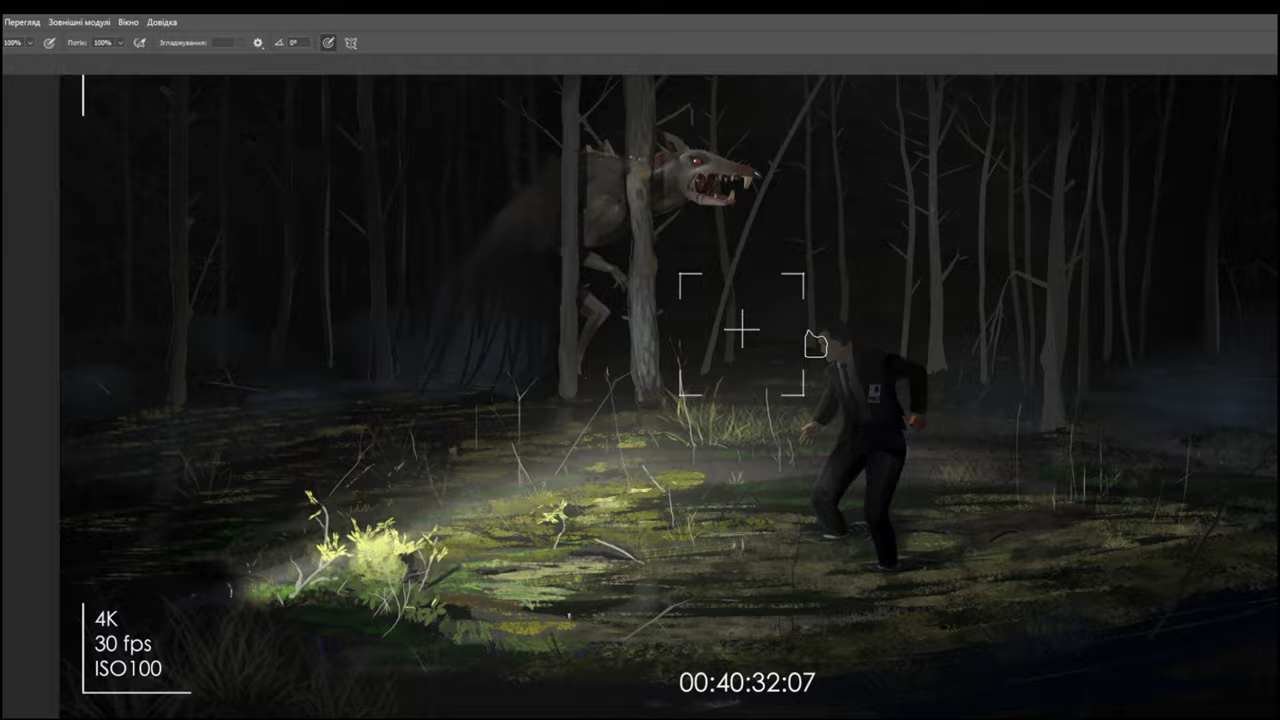 Перегляд Зовнішні модулі Вікно Довідка
100% Потік: 100% Згладжування: 0°
4K
30 fps
ISO100
00:40:32:07